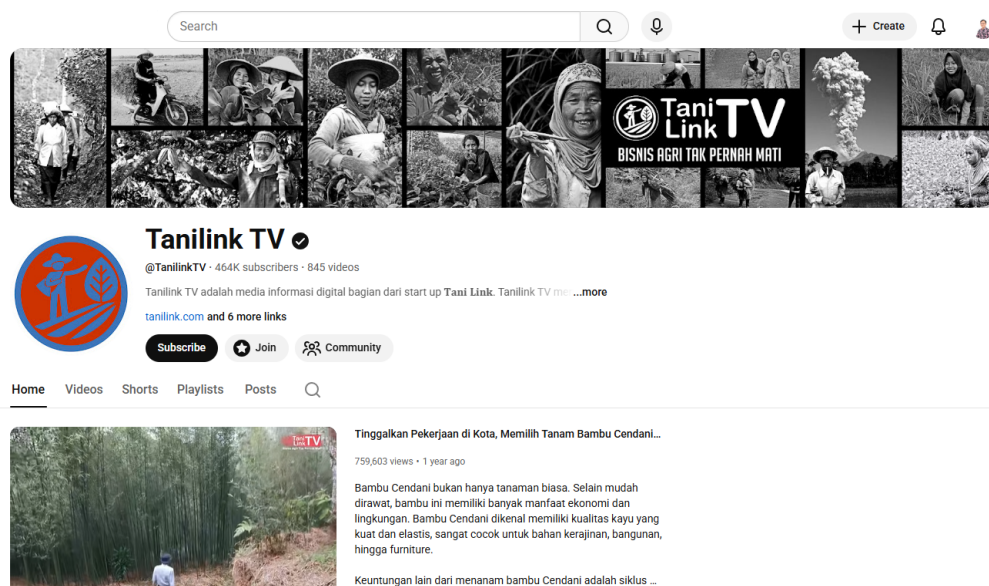 Search
Create
Tani
Link TV
BISNIS AGRI TAK PERNAH MATI
Tanilink TV
@TanilinkTV · 464K subscribers · 845 videos
Tanilink TV adalah media informasi digital bagian dari start up Tani Link. Tanilink TV me ...more
tanilink.com and 6 more links
Subscribe
Join
Community
Home
Videos
Shorts
Playlists
Posts
Tani
Link TV
Tinggalkan Pekerjaan di Kota, Memilih Tanam Bambu Cendani...
759,603 views • 1 year ago
Bambu Cendani bukan hanya tanaman biasa. Selain mudah
dirawat, bambu ini memiliki banyak manfaat ekonomi dan
lingkungan. Bambu Cendani dikenal memiliki kualitas kayu yang
kuat dan elastis, sangat cocok untuk bahan kerajinan, bangunan,
hingga furniture.
Keuntungan lain dari menanam bambu Cendani adalah siklus ...